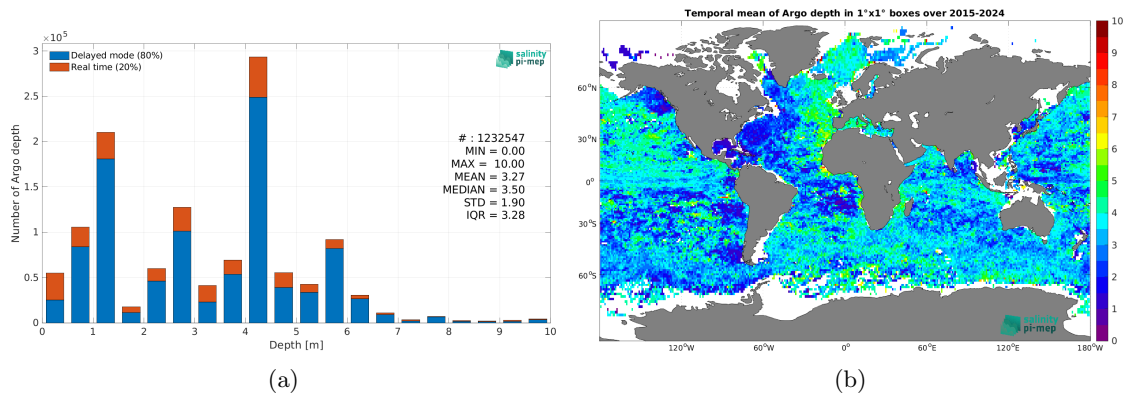 ×10^5
Delayed mode (80%)
Real time (20%)
salinity
pi-mep
# : 1232547
MIN = 0.00
MAX = 10.00
MEAN = 3.27
MEDIAN = 3.50
STD = 1.90
IQR = 3.28
Number of Argo depth
3
2.5
2
1.5
1
0.5
0
0 1 2 3 4 5 6 7 8 9 10
Depth [m]
(a)
Temporal mean of Argo depth in 1°x1° boxes over 2015-2024
60°N
30°N
0°
30°S
60°S
120°W 60°W 0° 60°E 120°E 180°W
salinity
pi-mep
10
9
8
7
6
5
4
3
2
1
0
(b)